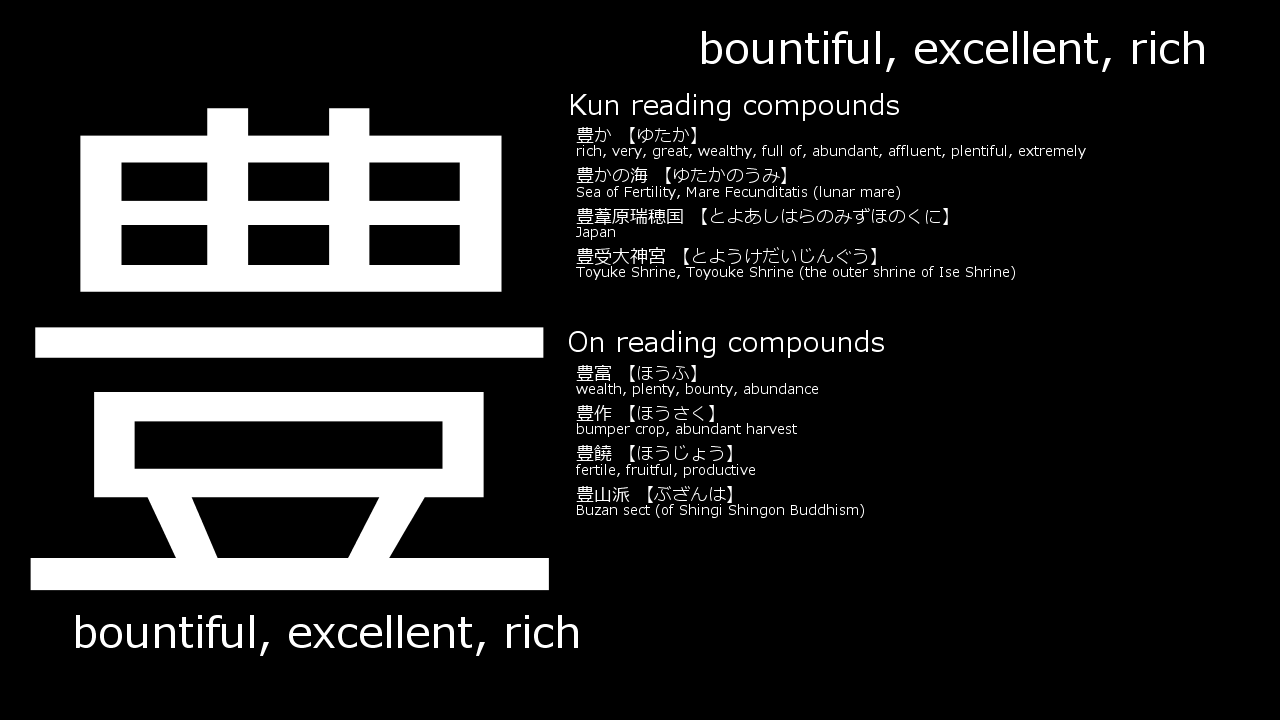 bountiful, excellent, rich
豊
bountiful, excellent, rich
Kun reading compounds
豊か 【ゆたか】
rich, very, great, wealthy, full of, abundant, affluent, plentiful, extremely
豊かの海 【ゆたかのうみ】
Sea of Fertility, Mare Fecunditatis (lunar mare)
豊葦原瑞穂国 【とよあしはらのみずほのくに】
Japan
豊受大神宮 【とようけだいじんぐう】
Toyuke Shrine, Toyouke Shrine (the outer shrine of Ise Shrine)
On reading compounds
豊富 【ほうふ】
wealth, plenty, bounty, abundance
豊作 【ほうさく】
bumper crop, abundant harvest
豊饒 【ほうじょう】
fertile, fruitful, productive
豊山派 【ぶざんは】
Buzan sect (of Shingi Shingon Buddhism)